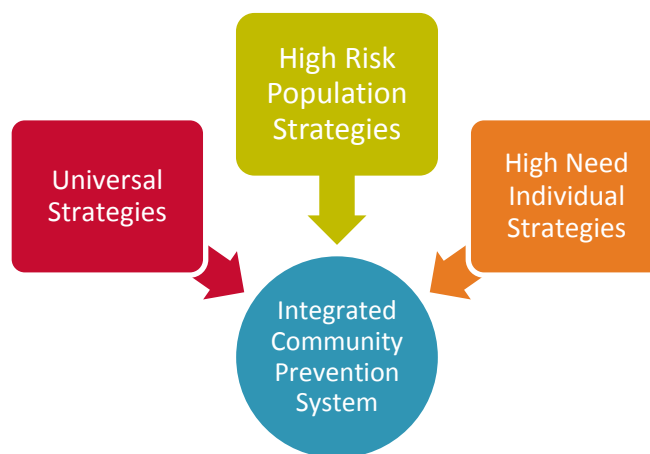 High Risk
Population
Strategies
Universal
Strategies
High Need
Individual
Strategies
Integrated
Community
Prevention
System